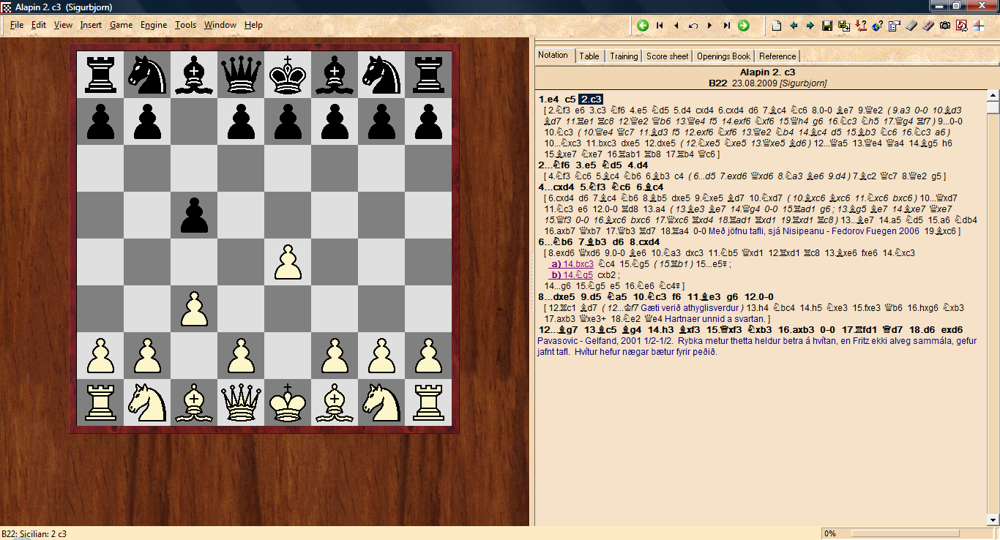 Alapin 2. c3 (Sigurbjorn)
File Edit View Insert Game Engine Tools Window Help
Notation Table Training Score sheet Openings Book Reference
Alapin 2. c3
B22 23.08.2009 [Sigurbjorn]
1.e4 c5 2.c3
[ 2.♘f3 e6 3.c3 ♘f6 4.e5 ♘d5 5.d4 cxd4 6.cxd4 d6 7.♗c4 ♘c6 8.0-0 ♗e7 9.♕e2 ( 9.a3 0-0 10.♗d3
♗d7 11.♖e1 ♖c8 12.♕e2 ♕b6 13.♕e4 f5 14.exf6 ♘xf6 15.♕h4 g6 16.♘c3 ♘h5 17.♕g4 ♖f7 ) 9...0-0
10.♘c3 ( 10.♕e4 ♕c7 11.♗d3 f5 12.exf6 ♘xf6 13.♕e2 ♘b4 14.♗c4 d5 15.♗b3 ♘c6 16.♘c3 a6 )
10...♘xc3 11.bxc3 dxe5 12.dxe5 ( 12.♘xe5 ♘xe5 13.♕xe5 ♗d6 ) 12...♕a5 13.♕e4 ♕a4 14.♗g5 h6
15.♗xe7 ♘xe7 16.♖ab1 ♖b8 17.♖b4 ♕c6 ]
2...♘f6 3.e5 ♘d5 4.d4
[ 4.♘f3 ♘c6 5.♗c4 ♘b6 6.♗b3 c4 ( 6...d5 7.exd6 ♕xd6 8.♘a3 ♗e6 9.d4 ) 7.♗c2 ♕c7 8.♕e2 g5 ]
4...cxd4 5.♘f3 ♘c6 6.♗c4
[ 6.cxd4 d6 7.♗c4 ♘b6 8.♗b5 dxe5 9.♘xe5 ♗d7 10.♘xd7 ( 10.♗xc6 ♗xc6 11.♘xc6 bxc6 ) 10...♕xd7
11.♘c3 e6 12.0-0 ♖d8 13.a4 ( 13.♗e3 ♗e7 14.♕g4 0-0 15.♖ad1 g6 ; 13.♗g5 ♗e7 14.♗xe7 ♕xe7
15.♕f3 0-0 16.♗xc6 bxc6 17.♕xc6 ♖xd4 18.♖ad1 ♖xd1 19.♖xd1 ♖c8 ) 13...♗e7 14.a5 ♘d5 15.a6 ♘db4
16.axb7 ♕xb7 17.♕b3 ♖d7 18.♖a4 0-0 Með jöfnu tafli, sjá Nisipeanu - Fedorov Fuegen 2006 19.♗xc6 ]
6...♘b6 7.♗b3 d6 8.cxd4
[ 8.exd6 ♕xd6 9.0-0 ♗e6 10.♘a3 dxc3 11.♘b5 ♕xd1 12.♖xd1 ♖c8 13.♗xe6 fxe6 14.♘xc3
a) 14.bxc3 ♘c4 15.♘g5 ( 15.♖b1 ) 15...e5∓ ;
b) 14.♘g5 cxb2 ;
14...g6 15.♘g5 e5 16.♘e6 ♘c4∓ ]
8...dxe5 9.d5 ♘a5 10.♘c3 f6 11.♗e3 g6 12.0-0
[ 12.♖c1 ♗d7 ( 12...♔f7 Gæti verið athyglisverdur ) 13.h4 ♘bc4 14.h5 ♘xe3 15.fxe3 ♕b6 16.hxg6 ♘xb3
17.axb3 ♕xe3+ 18.♘e2 ♕e4 Hartnaer unnid a svartan. ]
12...♗g7 13.♗c5 ♗g4 14.h3 ♗xf3 15.♕xf3 ♘xb3 16.axb3 0-0 17.♖fd1 ♕d7 18.d6 exd6
Pavasovic - Gelfand, 2001 1/2-1/2. Rybka metur thetta heldur betra á hvítan, en Fritz ekki alveg sammála, gefur
jafnt tafl. Hvítur hefur nægar bætur fyrir peðið.
B22: Sicilian: 2 c3
0%